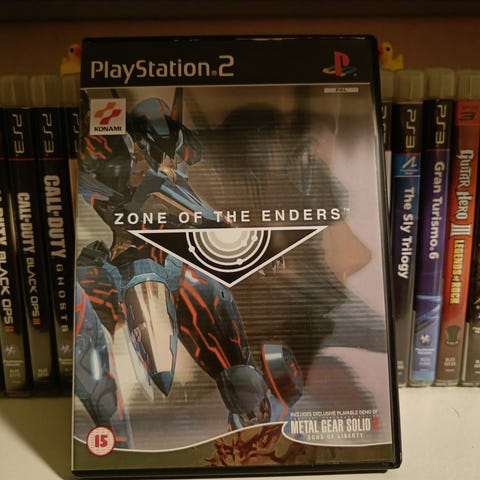 PlayStation®2
PAL
KONAMI
ZONE OF THE ENDERS™
INCLUDES EXCLUSIVE PLAYABLE DEMO OF
METAL GEAR SOLID 2
SONS OF LIBERTY
15
PS3
CALL OF DUTY
BLACK OPS II
PS3
CALL OF DUTY
BLACK OPS III
CALL OF DUTY
GHOSTS
PS3
The Sly Trilogy
PS3
Gran Turismo 6
Guitar Hero III
LEGENDS OF ROCK